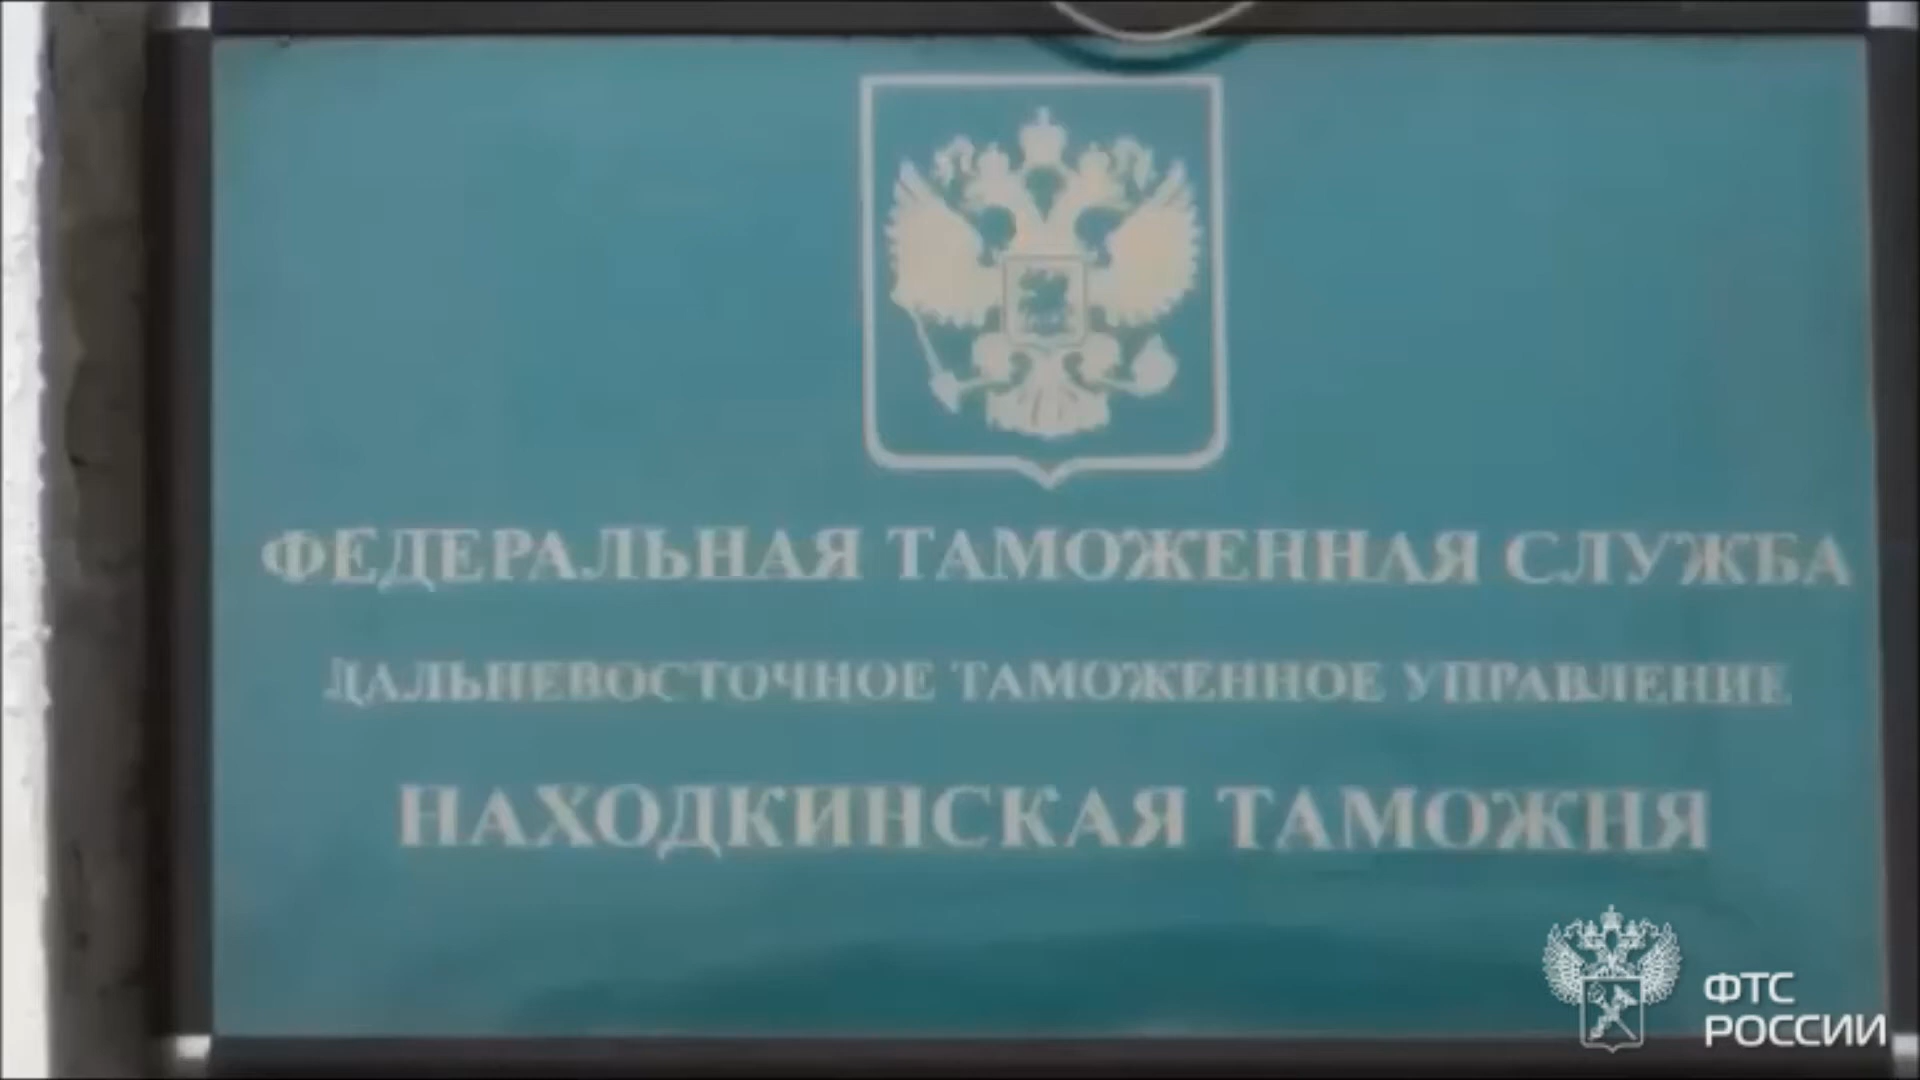 ФЕДЕРАЛЬНАЯ ТАМОЖЕННАЯ СЛУЖБА
ДАЛЬНЕВОСТОЧНОЕ ТАМОЖЕННОЕ УПРАВЛЕНИЕ
НАХОДКИНСКАЯ ТАМОЖНЯ
ФТС
РОССИИ